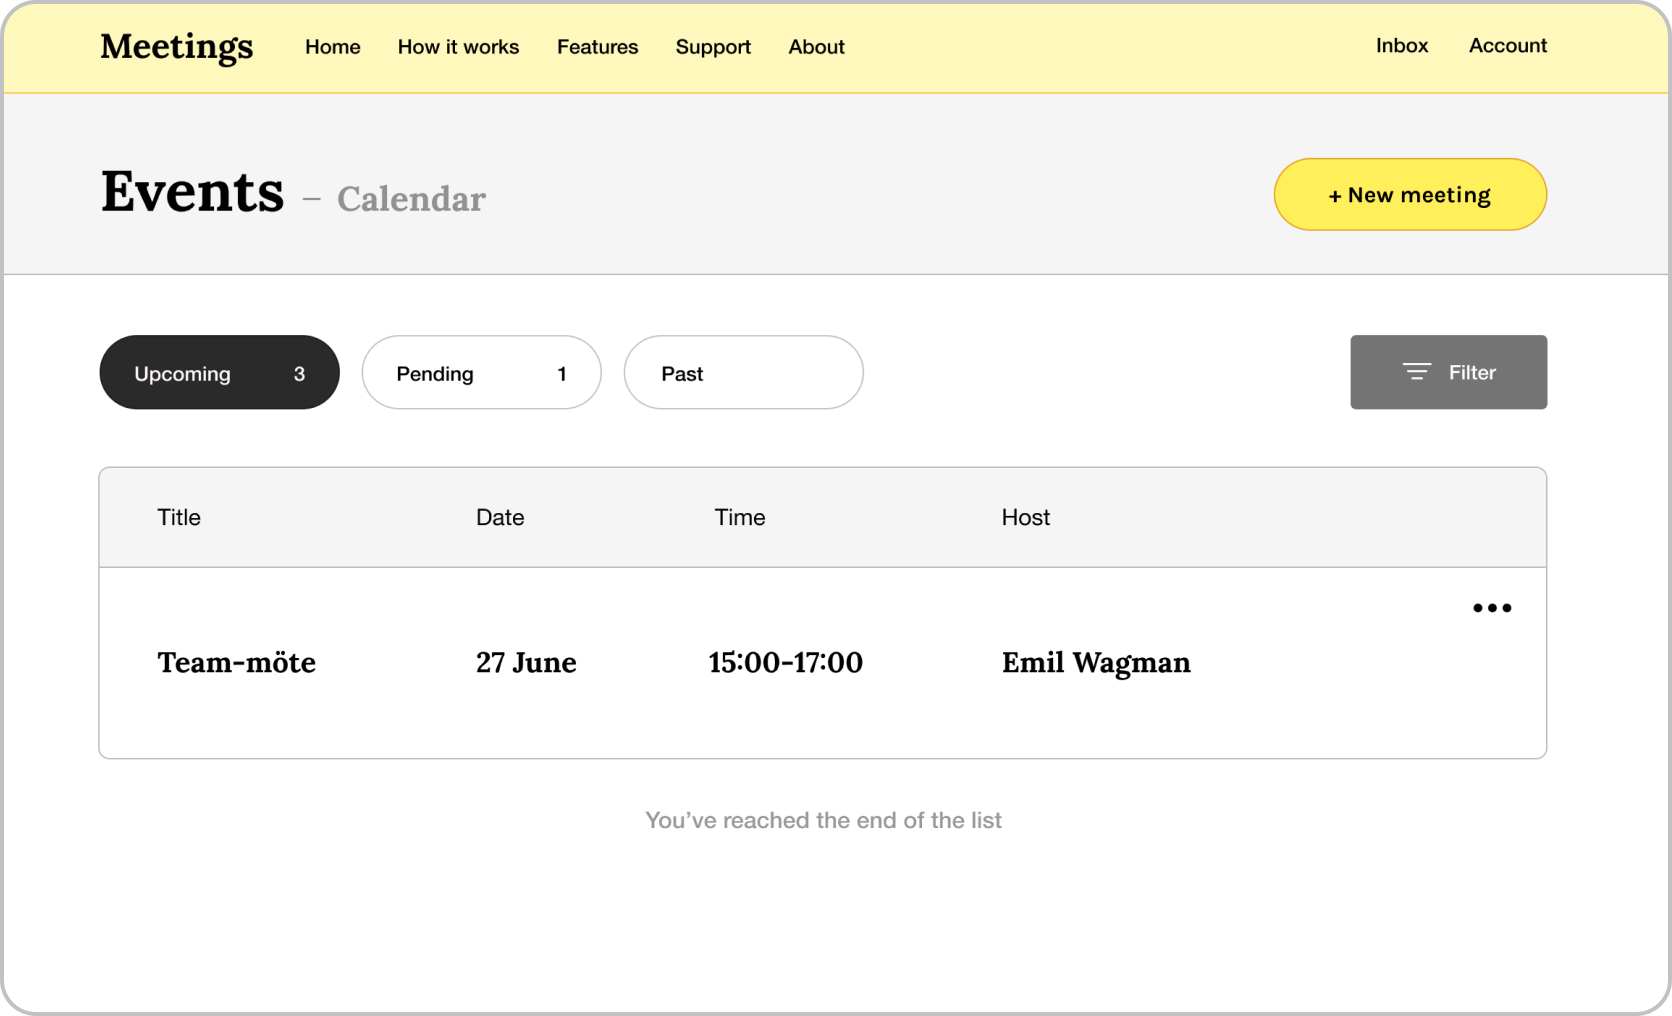 Meetings Home How it works Features Support About Inbox Account
Events – Calendar + New meeting
Upcoming 3 Pending 1 Past Filter
Title Date Time Host
Team-möte 27 June 15:00-17:00 Emil Wagman
You’ve reached the end of the list